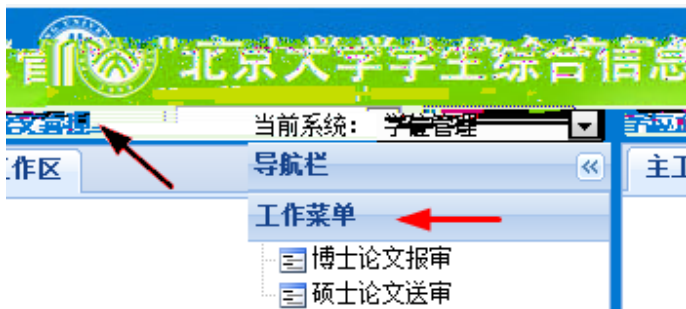 北京大学学生综合信息
当前系统：
作区
导航栏
主工
工作菜单
博士论文报审
硕士论文送审